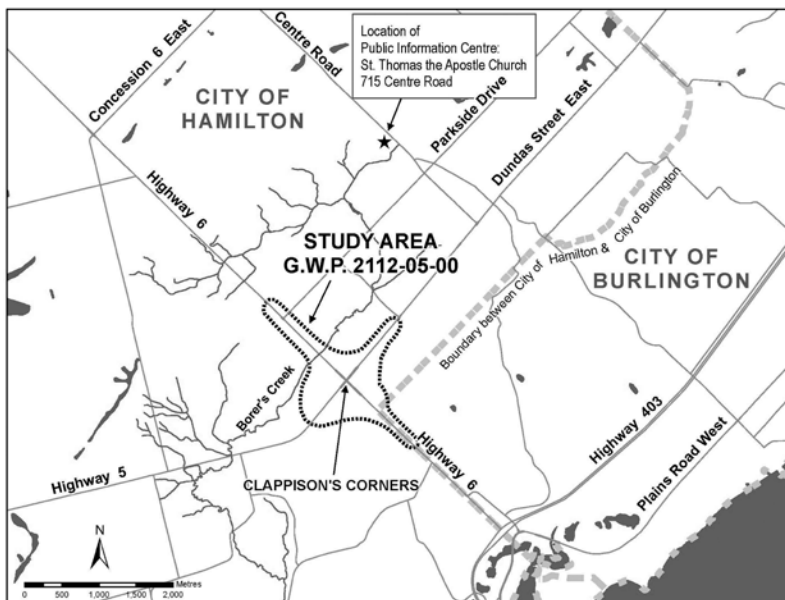 Location of
Public Information Centre:
St. Thomas the Apostle Church
715 Centre Road
Concession 6 East
Centre Road
CITY OF
HAMILTON
Parkside Drive
Dundas Street East
Highway 6
STUDY AREA
G.W.P. 2112-05-00
Boundary between City of Hamilton & City of Burlington
CITY OF
BURLINGTON
Borer's Creek
Highway 403
Highway 5
CLAPPISON'S CORNERS
Highway 6
Plains Road West
N
Metres
0 500 1,000 1,500 2,000